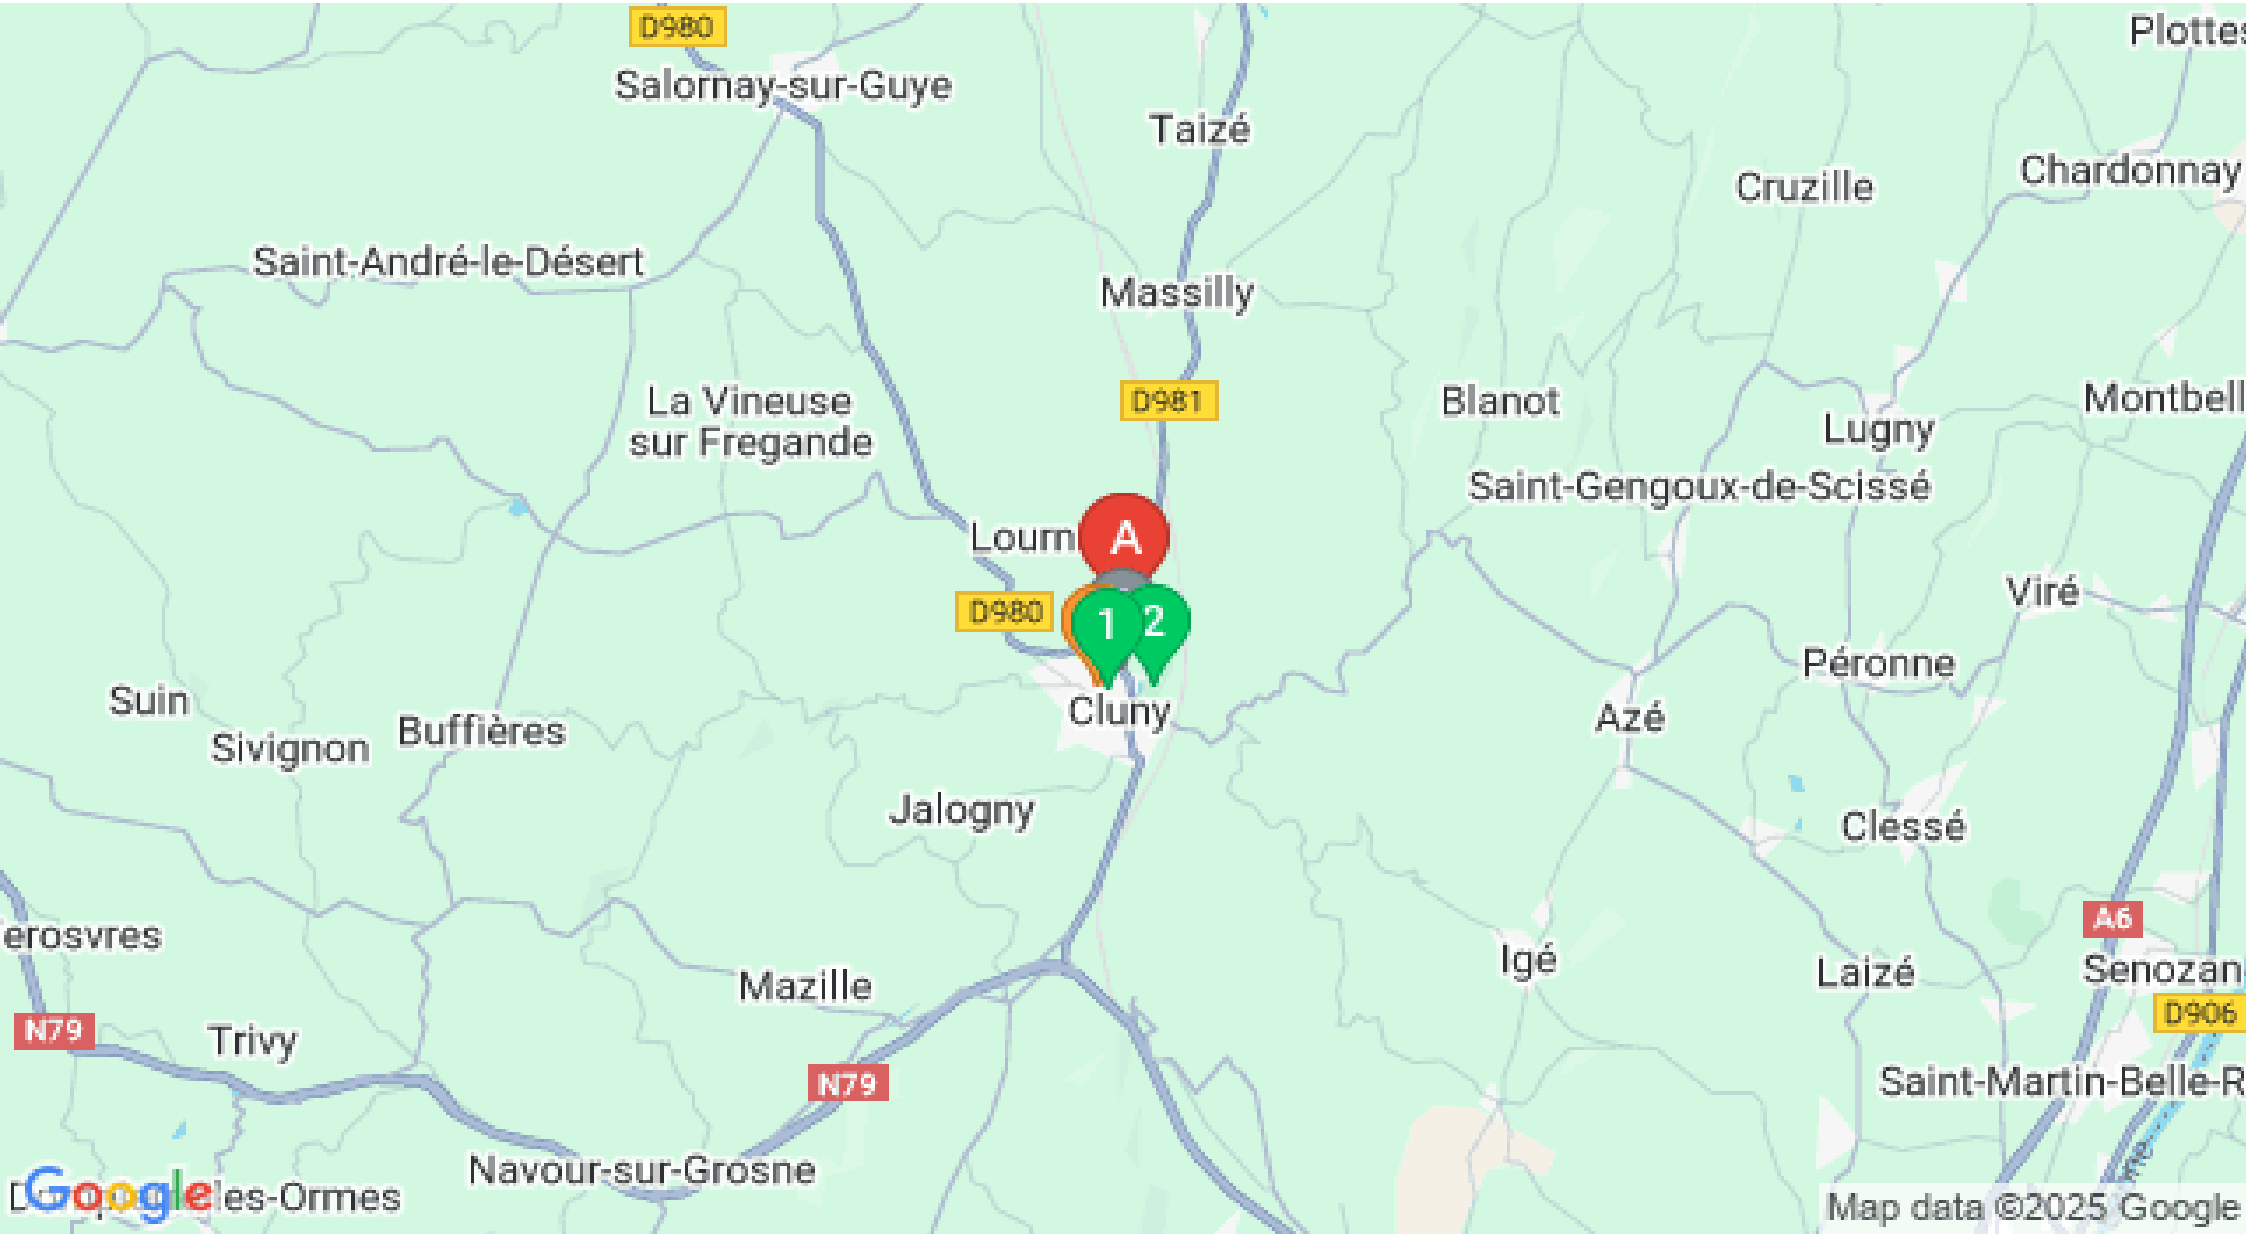 D980
Plottes
Salornay-sur-Guye
Taizé
Chardonnay
Cruzille
Saint-André-le-Désert
Massilly
La Vineuse
sur Fregande
D981
Blanot
Montbell
Lugny
Saint-Gengoux-de-Scissé
Lourn
A
D980
1
2
Viré
Péronne
Suin
Sivignon
Buffières
Cluny
Azé
Jalogny
Clessé
erosvres
A6
Mazille
Igé
Laizé
Senozan
N79
Trivy
N79
D906
Saint-Martin-Belle-R
Navour-sur-Grosne
Google
les-Ormes
Map data ©2025 Google